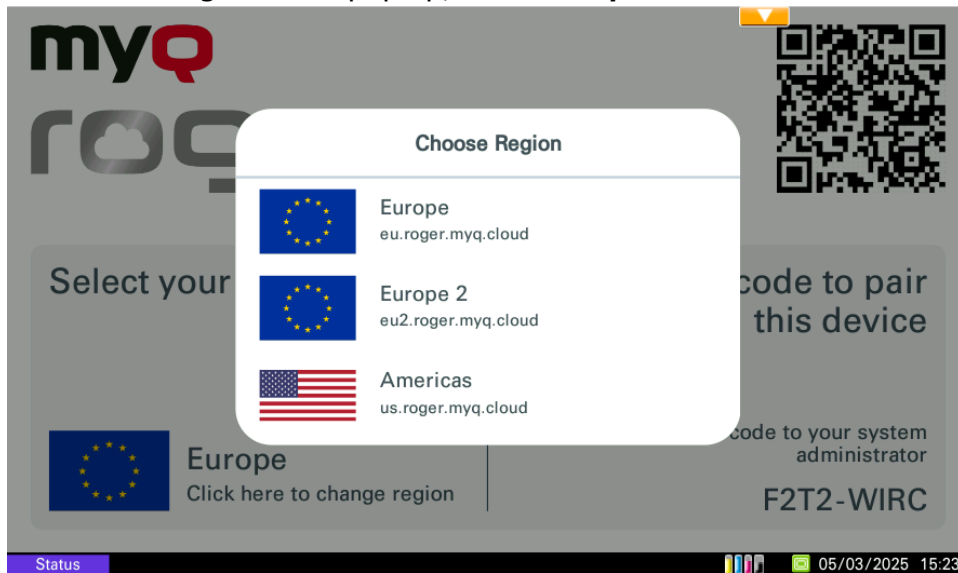 myQ
rog
Choose Region
Europe
eu.roger.myq.cloud
Europe 2
eu2.roger.myq.cloud
Americas
us.roger.myq.cloud
Select your
code to pair
this device
Europe
Click here to change region
code to your system
administrator
F2T2-WIRC
Status
05/03/2025 15:23